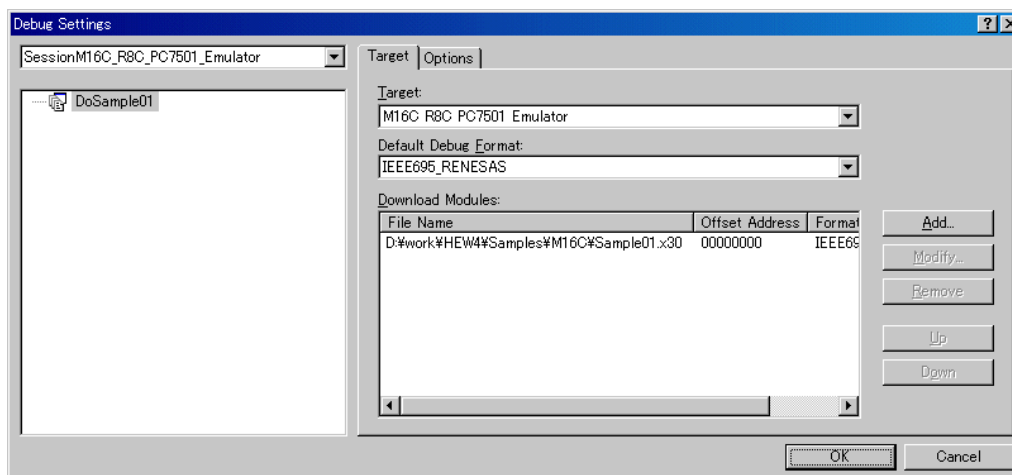 Debug Settings
SessionM16C_R8C_PC7501_Emulator
DoSample01
Target
Options
Target:
M16C R8C PC7501 Emulator
Default Debug Format:
IEEE695_RENESAS
Download Modules:
File Name Offset Address Format
D:¥work¥HEW4¥Samples¥M16C¥Sample01.x30 00000000 IEEE69
Add...
Modify...
Remove
Up
Down
OK Cancel